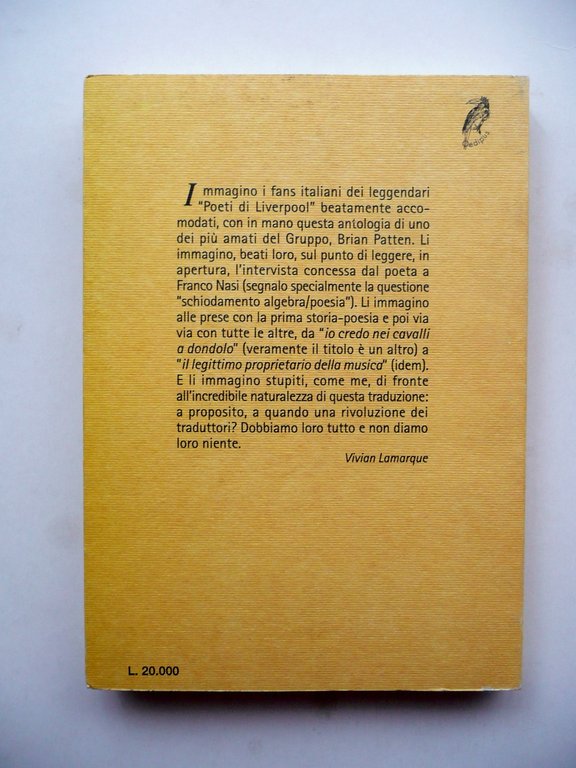 Oedipus
Immagino i fans italiani dei leggendari
"Poeti di Liverpool" beatamente acco-
modati, con in mano questa antologia di uno
dei più amati del Gruppo, Brian Patten. Li
immagino, beati loro, sul punto di leggere, in
apertura, l'intervista concessa dal poeta a
Franco Nasi (segnalo specialmente la questione
"schiodamento algebra/poesia"). Li immagino
alle prese con la prima storia-poesia e poi via
via con tutte le altre, da "io credo nei cavalli
a dondolo" (veramente il titolo è un altro) a
"il legittimo proprietario della musica" (idem).
E li immagino stupiti, come me, di fronte
all'incredibile naturalezza di questa traduzione:
a proposito, a quando una rivoluzione dei
traduttori? Dobbiamo loro tutto e non diamo
loro niente.
Vivian Lamarque
L. 20.000